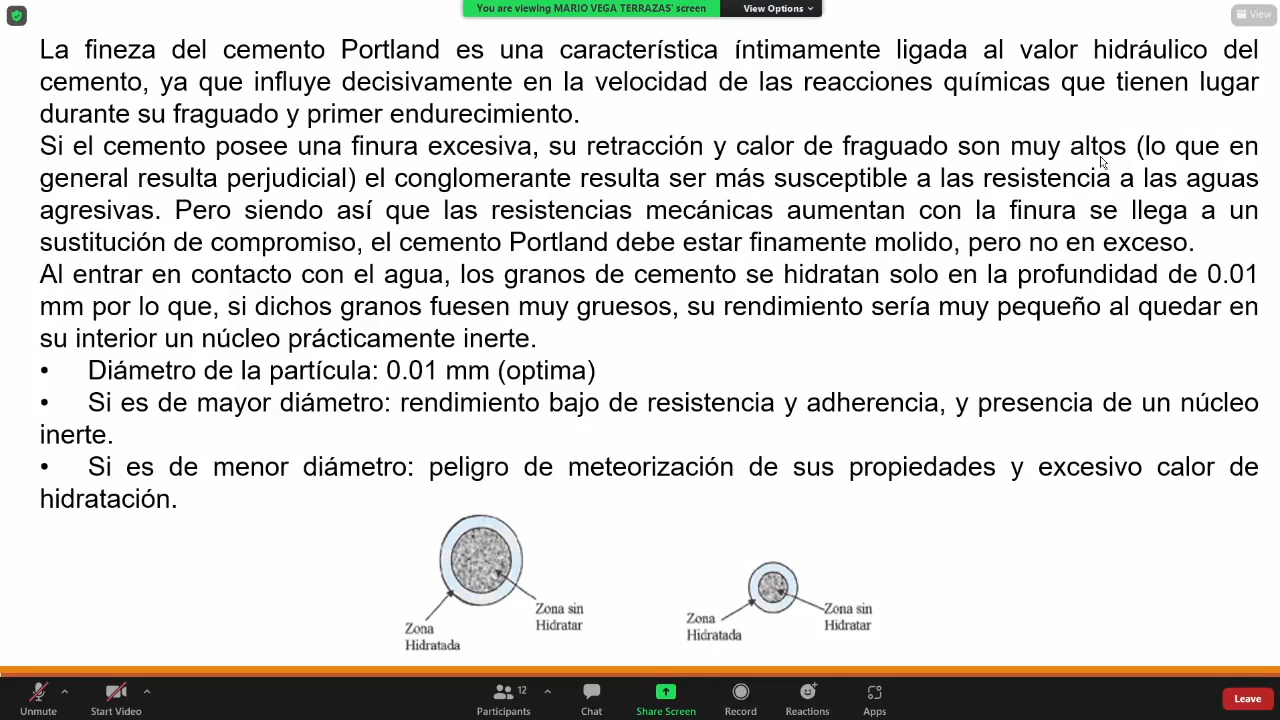 You are viewing MARIO VEGA TERRAZAS' screen
View Options
View
La fineza del cemento Portland es una característica íntimamente ligada al valor hidráulico del
cemento, ya que influye decisivamente en la velocidad de las reacciones químicas que tienen lugar
durante su fraguado y primer endurecimiento.
Si el cemento posee una finura excesiva, su retracción y calor de fraguado son muy altos (lo que en
general resulta perjudicial) el conglomerante resulta ser más susceptible a las resistencia a las aguas
agresivas. Pero siendo así que las resistencias mecánicas aumentan con la finura se llega a un
sustitución de compromiso, el cemento Portland debe estar finamente molido, pero no en exceso.
Al entrar en contacto con el agua, los granos de cemento se hidratan solo en la profundidad de 0.01
mm por lo que, si dichos granos fuesen muy gruesos, su rendimiento sería muy pequeño al quedar en
su interior un núcleo prácticamente inerte.
• Diámetro de la partícula: 0.01 mm (optima)
• Si es de mayor diámetro: rendimiento bajo de resistencia y adherencia, y presencia de un núcleo
inerte.
• Si es de menor diámetro: peligro de meteorización de sus propiedades y excesivo calor de
hidratación.
Zona
Hidratada
Zona sin
Hidratar
Zona
Hidratada
Zona sin
Hidratar
Unmute
Start Video
12
Participants
Chat
Share Screen
Record
Reactions
Apps
Leave